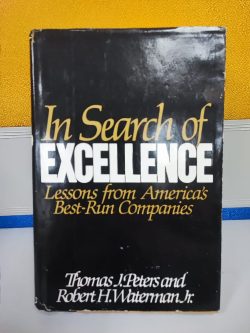 In Search of
EXCELLENCE
Lessons from America's
Best-Run Companies
Thomas J. Peters and
Robert H. Waterman Jr.